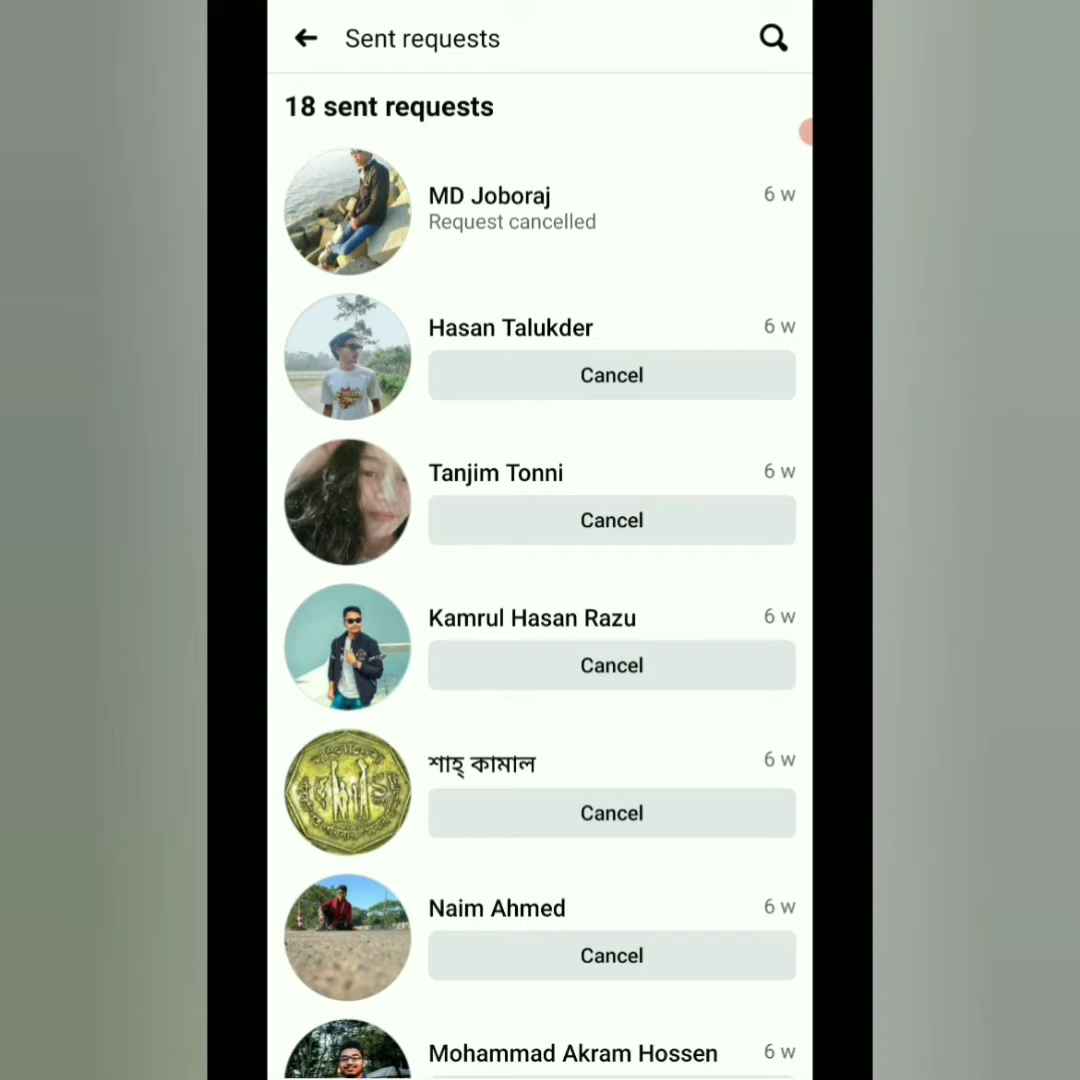 Sent requests
18 sent requests
MD Joboraj
6 w
Request cancelled
Hasan Talukder
6 w
Cancel
Tanjim Tonni
6 w
Cancel
Kamrul Hasan Razu
6 w
Cancel
শাহ্ কামাল
6 w
Cancel
Naim Ahmed
6 w
Cancel
Mohammad Akram Hossen
6 w